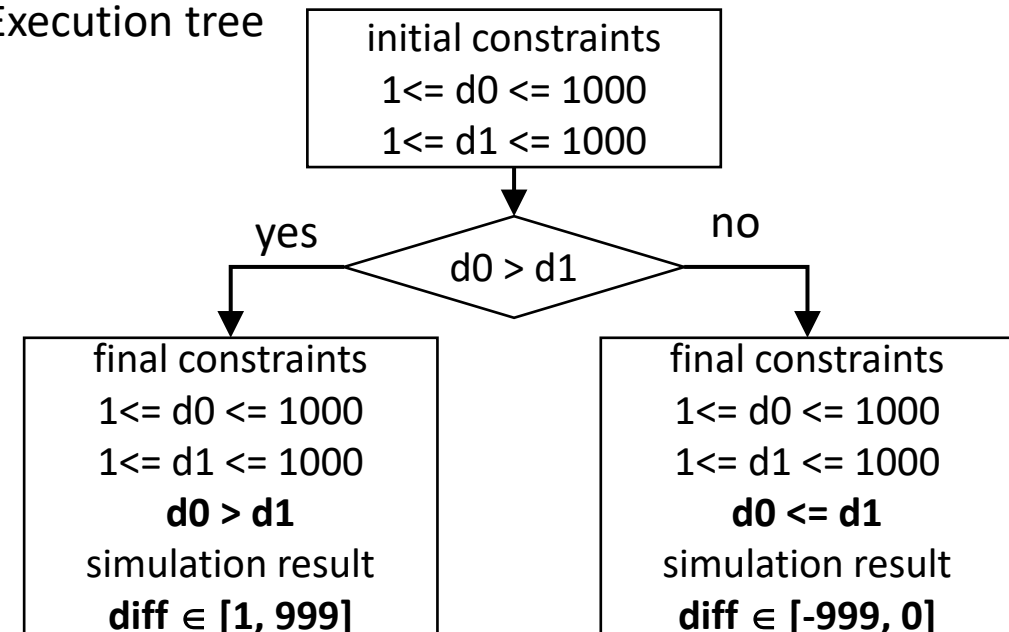 Execution tree
initial constraints
1<= d0 <= 1000
1<= d1 <= 1000
yes
no
d0 > d1
final constraints
1<= d0 <= 1000
1<= d1 <= 1000
d0 > d1
simulation result
diff ∈ [1, 999]
final constraints
1<= d0 <= 1000
1<= d1 <= 1000
d0 <= d1
simulation result
diff ∈ [-999, 0]